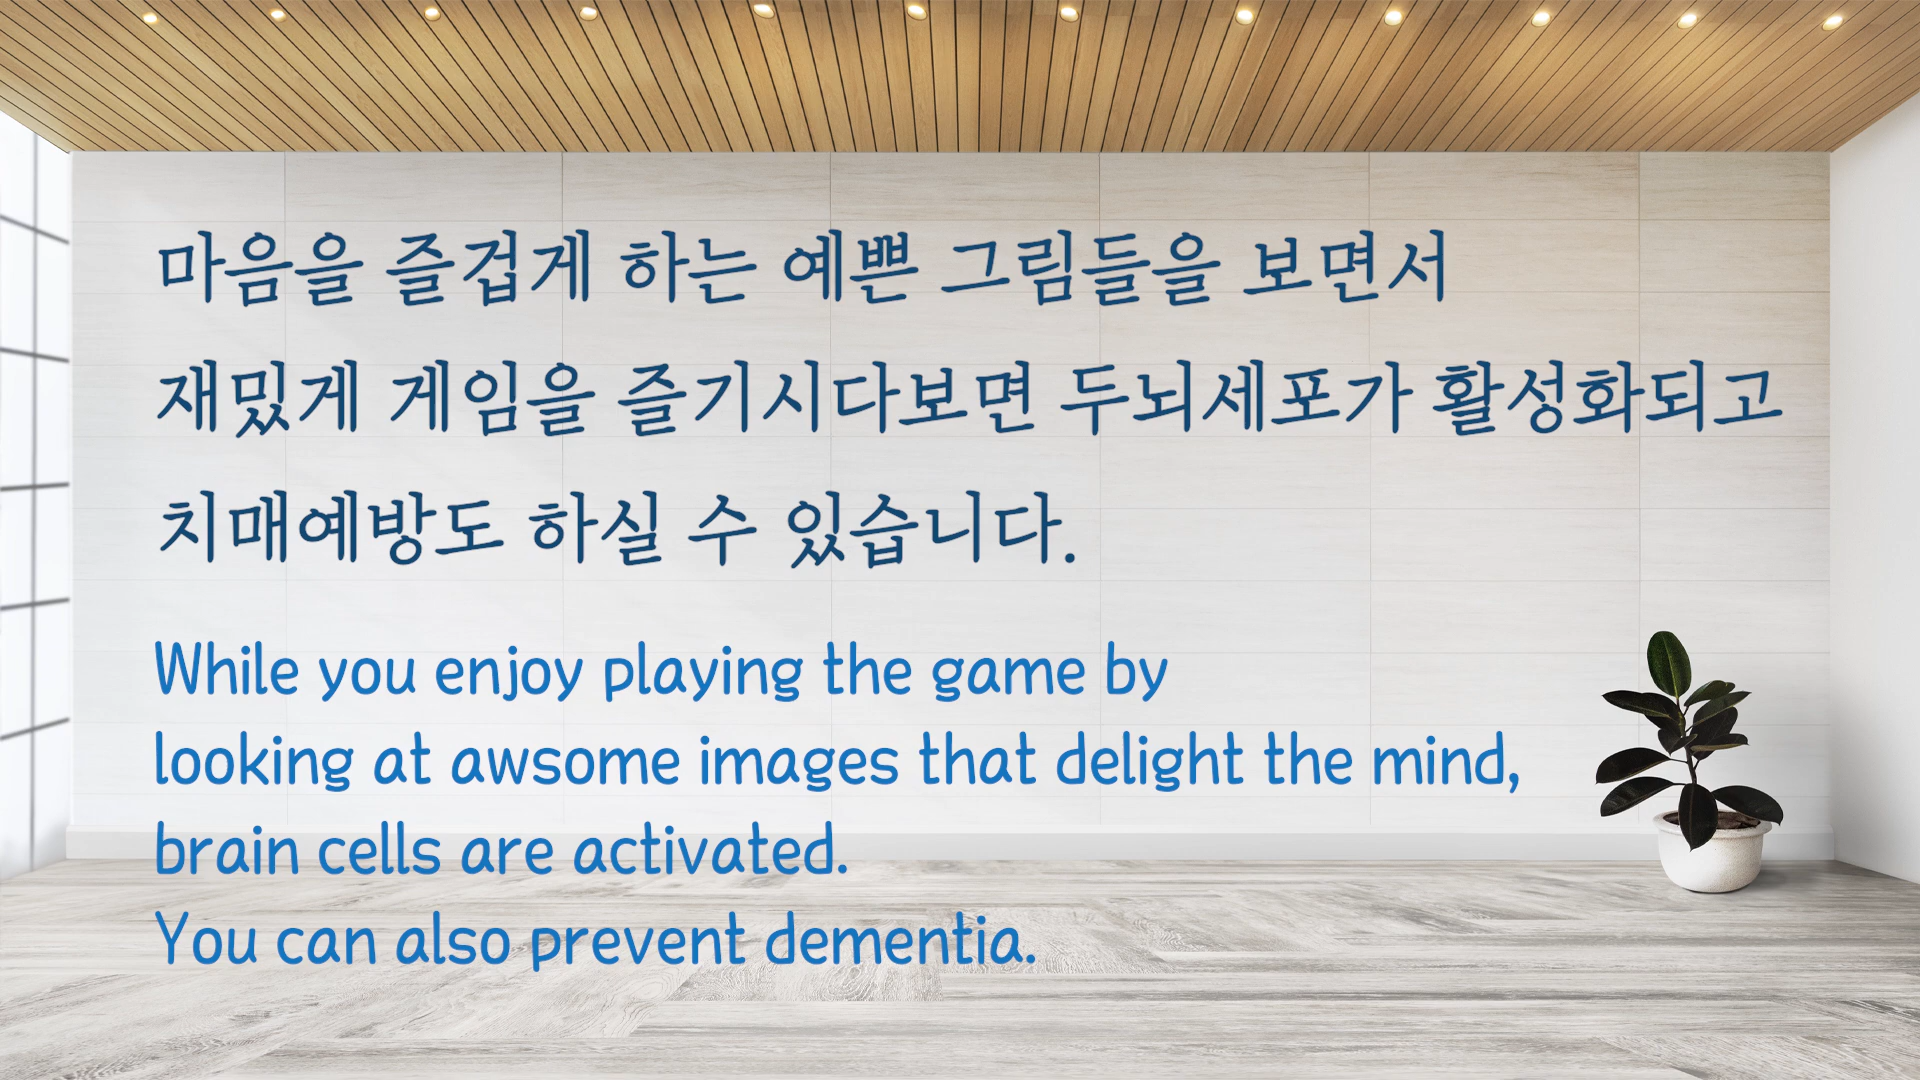 마음을 즐겁게 하는 예쁜 그림들을 보면서
재밌게 게임을 즐기시다보면 두뇌세포가 활성화되고
치매예방도 하실 수 있습니다.
While you enjoy playing the game by
looking at awsome images that delight the mind,
brain cells are activated.
You can also prevent dementia.